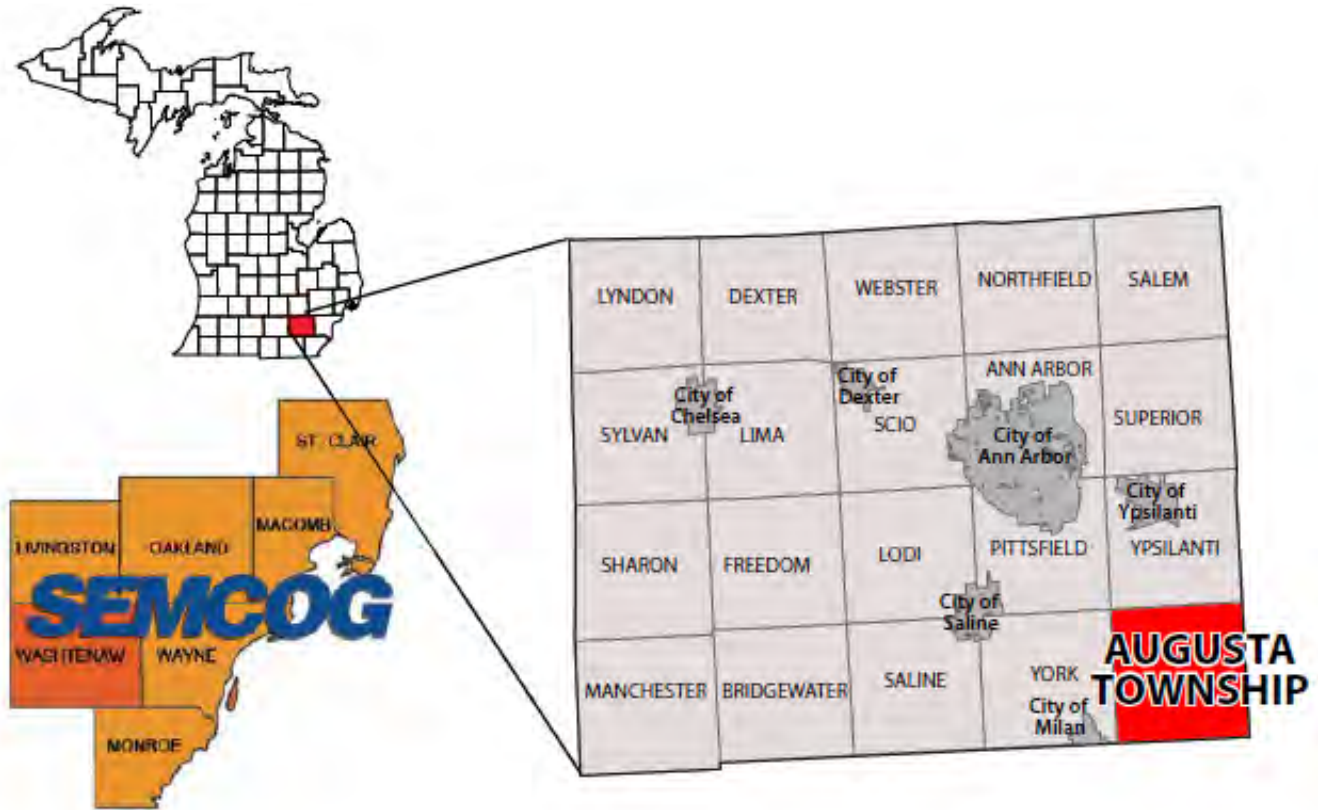 LYNDON
DEXTER
WEBSTER
NORTHFIELD
SALEM
SYLVAN
City of
Chelsea
LIMA
City of
Dexter
SCIO
ANN ARBOR
City of
Ann Arbor
SUPERIOR
City of
Ypsilanti
SHARON
FREEDOM
LODI
PITTSFIELD
YPSILANTI
City of
Saline
MANCHESTER
BRIDGEWATER
SALINE
YORK
City of
Milan
AUGUSTA
TOWNSHIP
ST. CLAIR
LIVINGSTON
OAKLAND
MACOMB
SEMCOG
WASHTENAW
WAYNE
MONROE